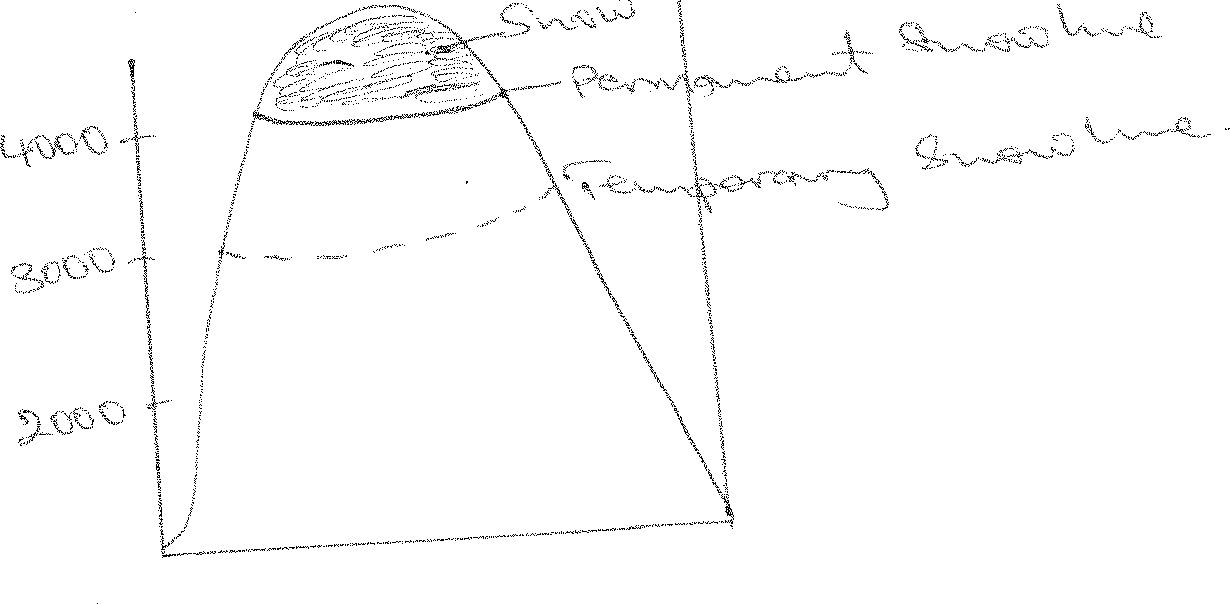 Snow
Permanent Snowline
4000
Temporary Snowline
3000
2000